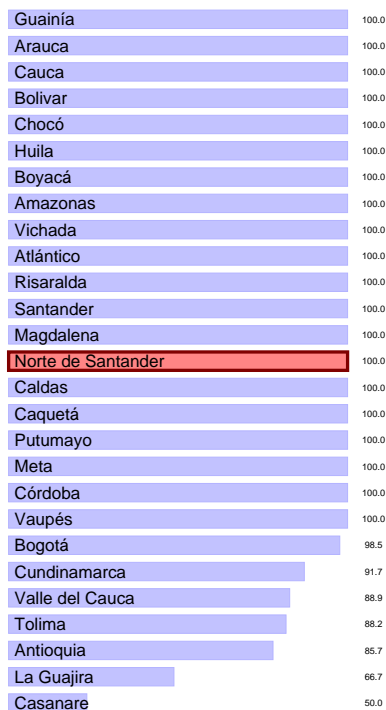 Guainía 100.0
Arauca 100.0
Cauca 100.0
Bolivar 100.0
Chocó 100.0
Huila 100.0
Boyacá 100.0
Amazonas 100.0
Vichada 100.0
Atlántico 100.0
Risaralda 100.0
Santander 100.0
Magdalena 100.0
Norte de Santander 100.0
Caldas 100.0
Caquetá 100.0
Putumayo 100.0
Meta 100.0
Córdoba 100.0
Vaupés 100.0
Bogotá 98.5
Cundinamarca 91.7
Valle del Cauca 88.9
Tolima 88.2
Antioquia 85.7
La Guajira 66.7
Casanare 50.0